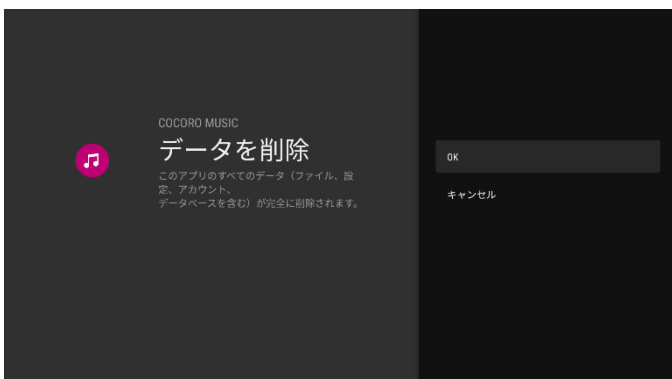 COCORO MUSIC
データを削除
このアプリのすべてのデータ（ファイル、設
定、アカウント、
データベースを含む）が完全に削除されます。
OK
キャンセル